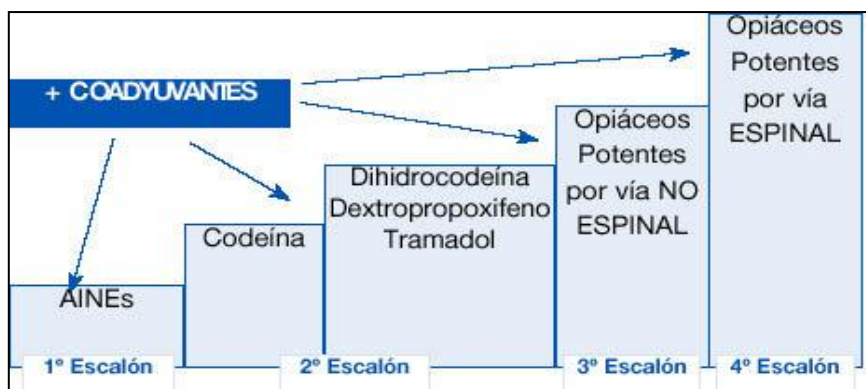 + COADYUVANTES
AINEs
1º Escalón
Codeína
Dihidrocodeína
Dextropropoxifeno
Tramadol
2º Escalón
Opiáceos
Potentes
por vía NO
ESPINAL
3º Escalón
Opiáceos
Potentes
por vía
ESPINAL
4º Escalón